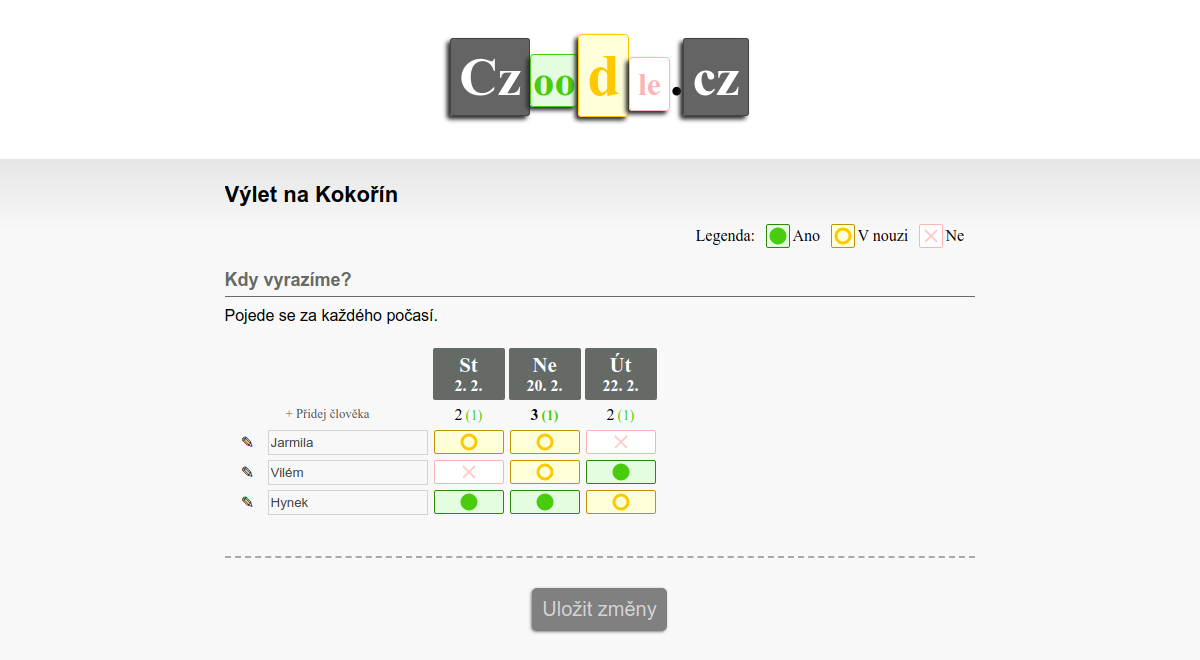 Czoodle.cz
Výlet na Kokořín
Legenda: Ano V nouzi Ne
Kdy vyrazíme?
Pojede se za každého počasí.
St Ne Út
2. 2. 20. 2. 22. 2.
+ Přidej člověka 2 (1) 3 (1) 2 (1)
Jarmila
Vilém
Hynek
Uložit změny